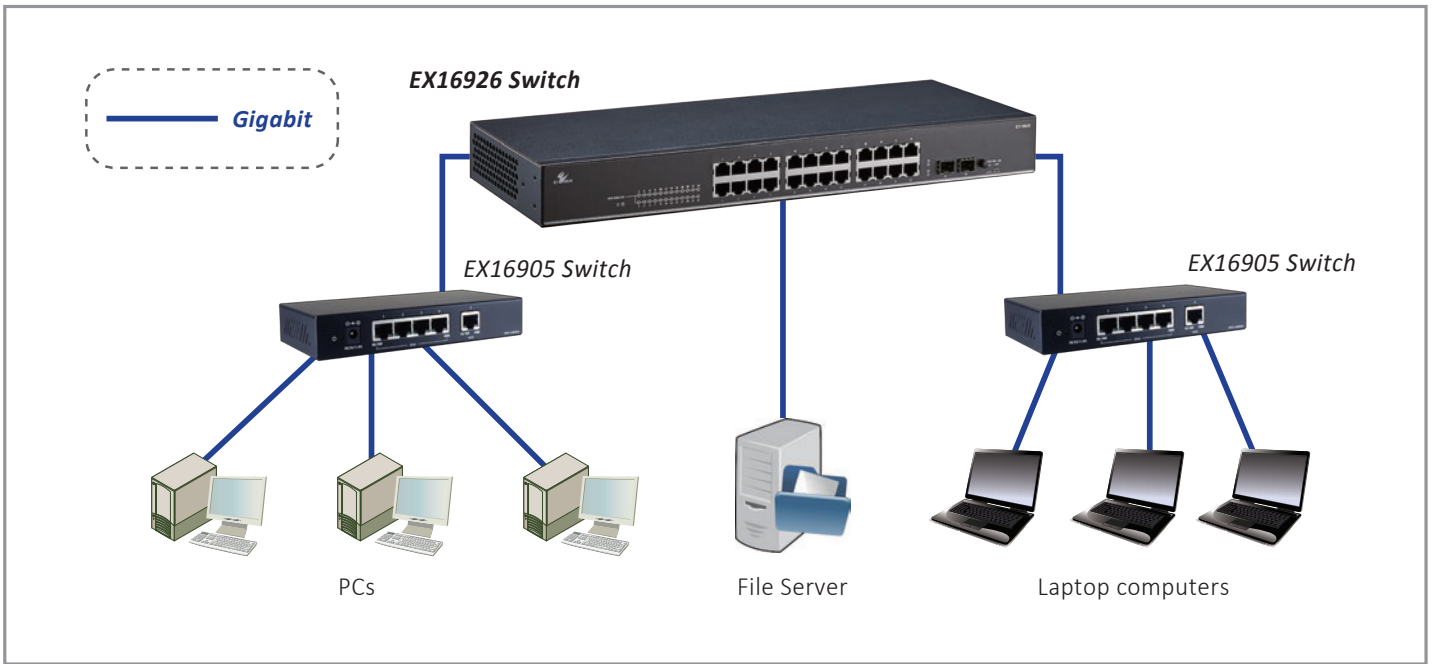 EX16926 Switch
Gigabit
EX16905 Switch
EX16905 Switch
PCs
File Server
Laptop computers